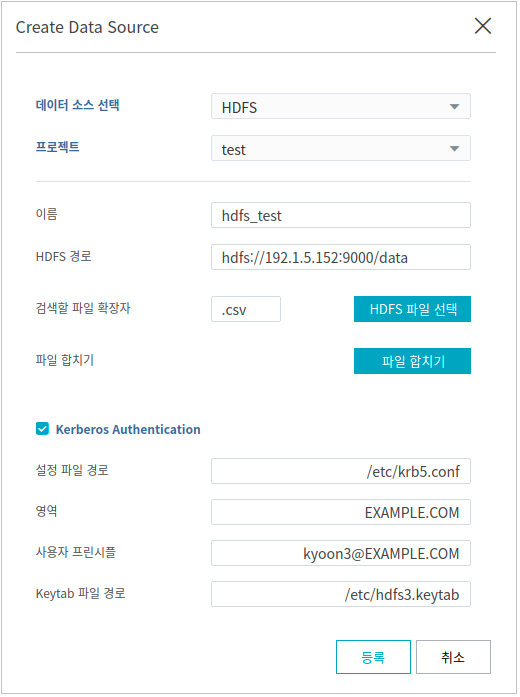 Create Data Source
데이터 소스 선택 HDFS
프로젝트 test
이름 hdfs_test
HDFS 경로 hdfs://192.1.5.152:9000/data
검색할 파일 확장자 .csv HDFS 파일 선택
파일 합치기 파일 합치기
Kerberos Authentication
설정 파일 경로 /etc/krb5.conf
영역 EXAMPLE.COM
사용자 프린시플 kyoon3@EXAMPLE.COM
Keytab 파일 경로 /etc/hdfs3.keytab
등록 취소